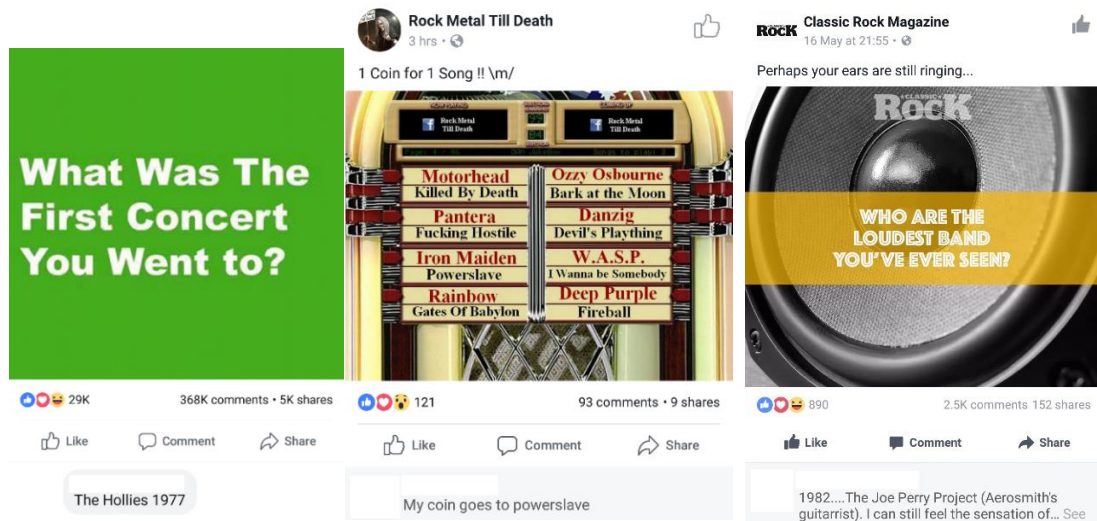 What Was The
First Concert
You Went to?
29K
368K comments • 5K shares
Like Comment Share
The Hollies 1977
Rock Metal Till Death
3 hrs •
1 Coin for 1 Song !! \m/
NOW PLAYING
COMING UP
Rock Metal
Till Death
Rock Metal
Till Death
Motorhead
Killed By Death
Ozzy Osbourne
Bark at the Moon
Pantera
Fucking Hostile
Danzig
Devil's Plaything
Iron Maiden
Powerslave
W.A.S.P.
I Wanna be Somebody
Rainbow
Gates Of Babylon
Deep Purple
Fireball
121
93 comments • 9 shares
Like Comment Share
My coin goes to powerslave
Classic Rock Magazine
16 May at 21:55 •
Perhaps your ears are still ringing...
CLASSIC
ROCK
WHO ARE THE
LOUDEST BAND
YOU'VE EVER SEEN?
890
2.5K comments 152 shares
Like Comment Share
1982....The Joe Perry Project (Aerosmith's
guitarrist). I can still feel the sensation of... See